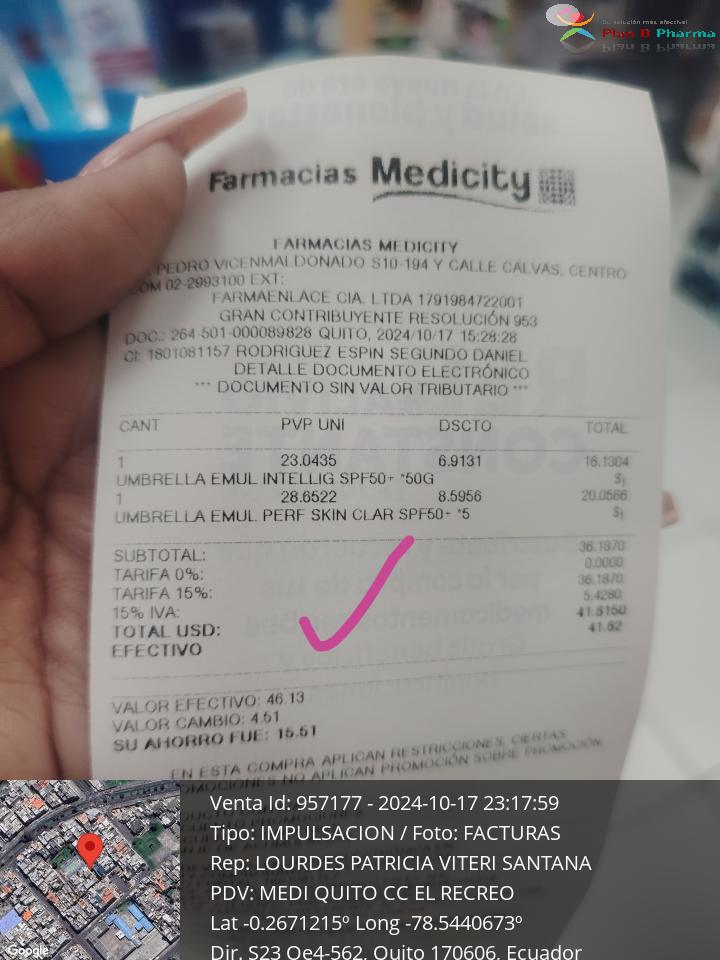 Su solución más efectiva!
Plan B Pharma
Farmacias Medicity
FARMACIAS MEDICITY
PEDRO VICENMALDONADO S10-194 Y CALLE CALVAS, CENTRO
COM 02-2993100 EXT:
FARMAENLACE CIA. LTDA 1791984722001
GRAN CONTRIBUYENTE RESOLUCIÓN 953
DOC.: 264-501-000089828 QUITO, 2024/10/17 15:28:28
CI: 1801081157 RODRIGUEZ ESPIN SEGUNDO DANIEL
DETALLE DOCUMENTO ELECTRÓNICO
*** DOCUMENTO SIN VALOR TRIBUTARIO ***
CANT PVP UNI DSCTO TOTAL
1 23.0435 6.9131 16.1304
UMBRELLA EMUL INTELLIG SPF50+ *50G S|
1 28.6522 8.5956 20.0566
UMBRELLA EMUL PERF SKIN CLAR SPF50+ *5 S|
SUBTOTAL: 36.1870
TARIFA 0%: 0.0000
TARIFA 15%: 36.1870
15% IVA: 5.4280
TOTAL USD: 41.6150
EFECTIVO 41.62
VALOR EFECTIVO: 46.13
VALOR CAMBIO: 4.51
SU AHORRO FUE: 15.51
EN ESTA COMPRA APLICAN RESTRICCIONES, CIERTAS
PROMOCIONES NO APLICAN PROMOCIÓN SOBRE PROMOCIÓN
Venta Id: 957177 - 2024-10-17 23:17:59
Tipo: IMPULSACION / Foto: FACTURAS
Rep: LOURDES PATRICIA VITERI SANTANA
PDV: MEDI QUITO CC EL RECREO
Lat -0.2671215º Long -78.5440673º
Dir. S23 Oe4-562, Quito 170606, Ecuador
Google